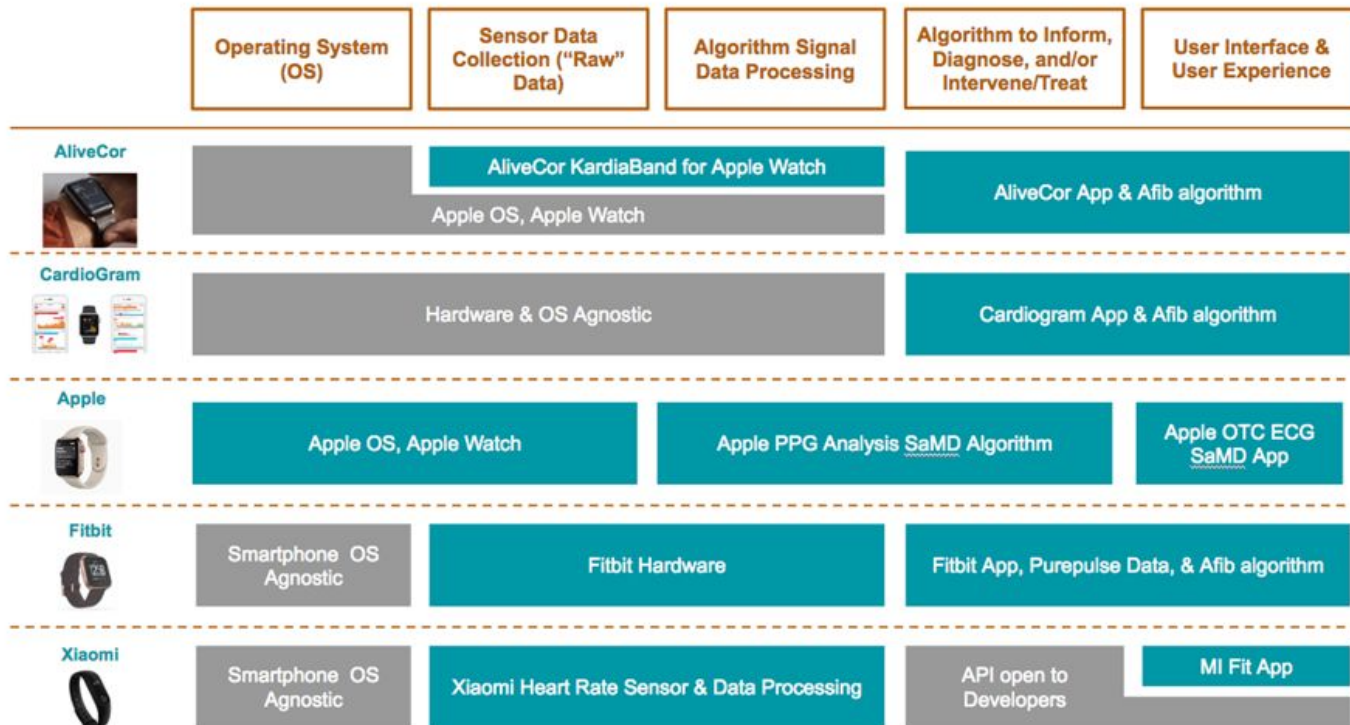 Operating System
(OS)
Sensor Data
Collection (“Raw”
Data)
Algorithm Signal
Data Processing
Algorithm to Inform,
Diagnose, and/or
Intervene/Treat
User Interface &
User Experience
AliveCor
AliveCor KardiaBand for Apple Watch
Apple OS, Apple Watch
AliveCor App & Afib algorithm
CardioGram
Hardware & OS Agnostic
Cardiogram App & Afib algorithm
Apple
Apple OS, Apple Watch
Apple PPG Analysis SaMD Algorithm
Apple OTC ECG
SaMD App
Fitbit
Smartphone OS
Agnostic
Fitbit Hardware
Fitbit App, Purepulse Data, & Afib algorithm
Xiaomi
Smartphone OS
Agnostic
Xiaomi Heart Rate Sensor & Data Processing
API open to
Developers
MI Fit App